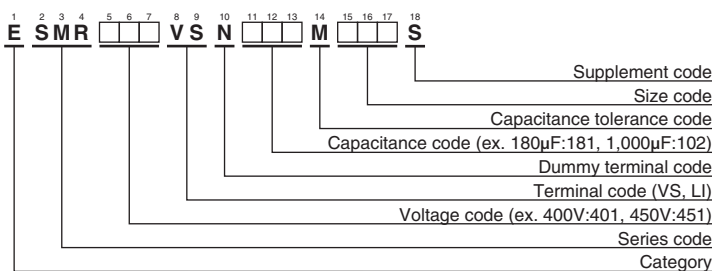 1 2 3 4 5 6 7 8 9 10 11 12 13 14 15 16 17 18
E SMR VS N M S
Supplement code
Size code
Capacitance tolerance code
Capacitance code (ex. 180µF:181, 1,000µF:102)
Dummy terminal code
Terminal code (VS, LI)
Voltage code (ex. 400V:401, 450V:451)
Series code
Category